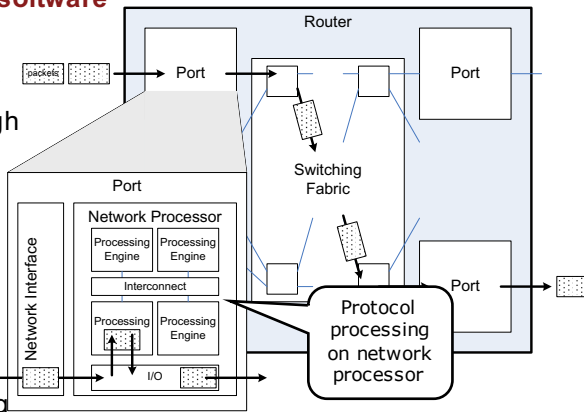 software
Router
packets
Port
Port
gh
Switching
Fabric
Port
Network Interface
Network Processor
Processing
Engine
Processing
Engine
Interconnect
Processing
Processing
Engine
I/O
Port
Protocol
processing
on network
processor
g